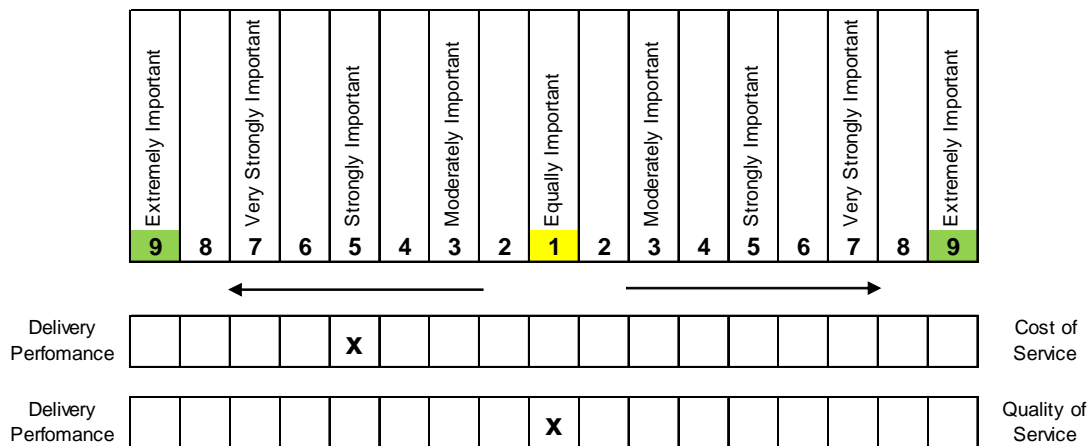 Extremely Important
Very Strongly Important
Strongly Important
Moderately Important
Equally Important
Moderately Important
Strongly Important
Very Strongly Important
Extremely Important
9 8 7 6 5 4 3 2 1 2 3 4 5 6 7 8 9
Delivery
Perfomance
x
Cost of
Service
Delivery
Perfomance
x
Quality of
Service